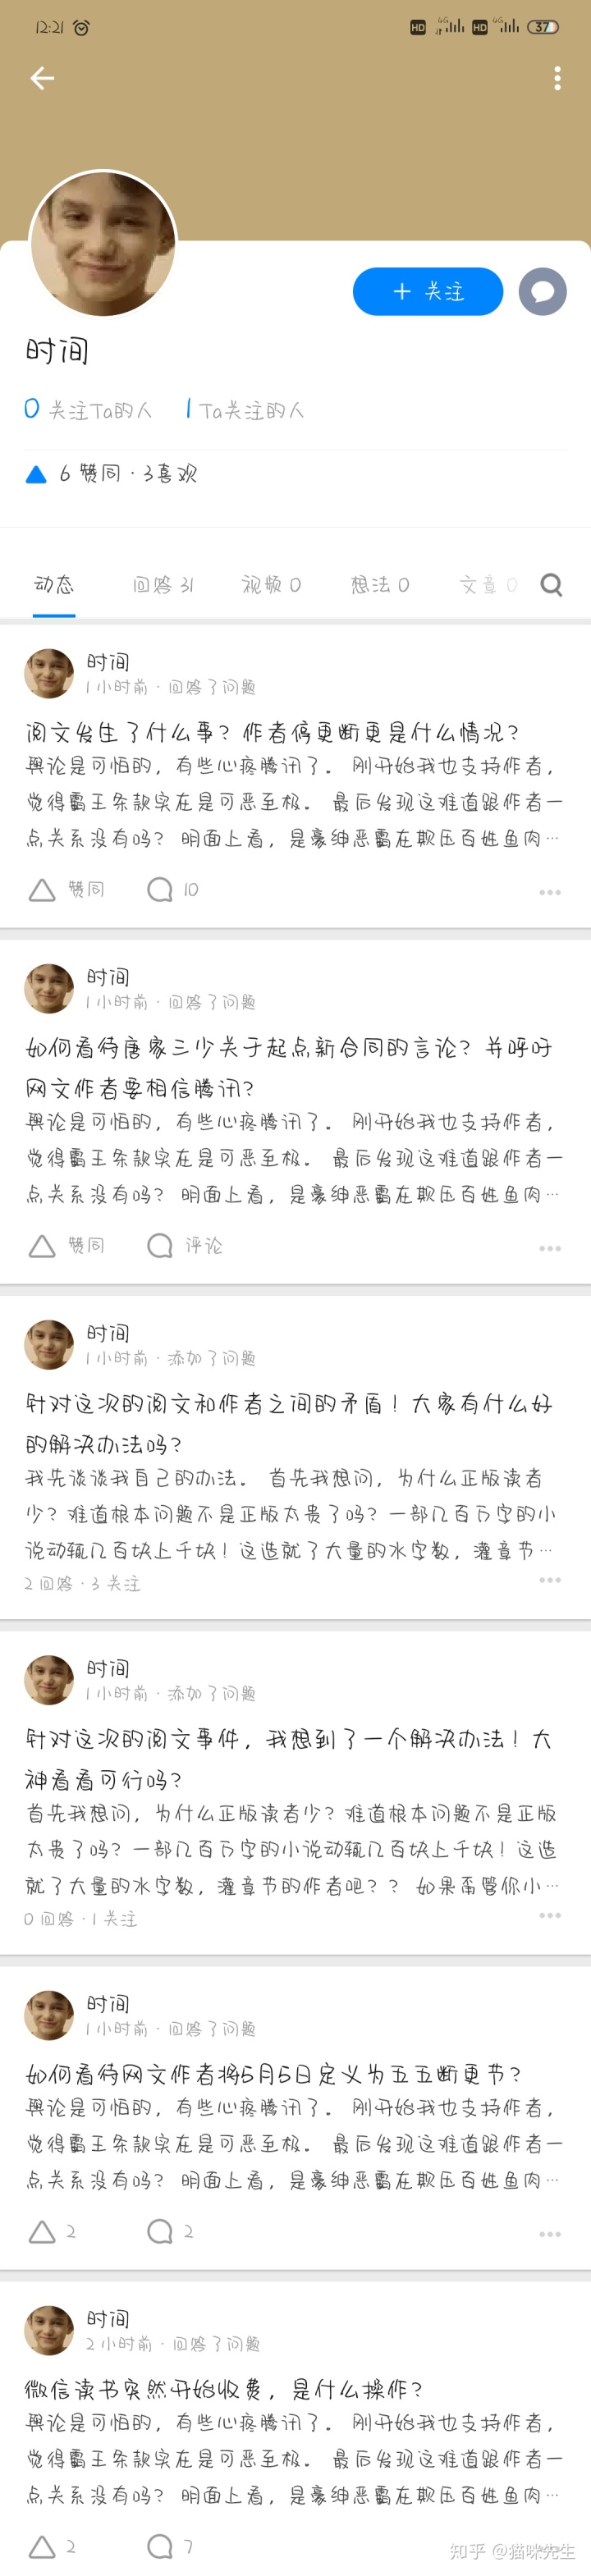 12:21
HD 4G HD 4G 37
+ 关注
时间
0 关注Ta的人 1 Ta关注的人
6 赞同 · 3喜欢
动态 回答 31 视频 0 想法 0 文章 0
时间
1 小时前 · 回答了问题
阅文发生了什么事？作者停更断更是什么情况？
舆论是可怕的，有些心疼腾讯了。 刚开始我也支持作者，
觉得霸王条款实在是可恶至极。 最后发现这难道跟作者一
点关系没有吗？ 明面上看，是豪绅恶霸在欺压百姓鱼肉…
赞同 10
时间
1 小时前 · 回答了问题
如何看待唐家三少关于起点新合同的言论？并呼吁
网文作者要相信腾讯？
舆论是可怕的，有些心疼腾讯了。 刚开始我也支持作者，
觉得霸王条款实在是可恶至极。 最后发现这难道跟作者一
点关系没有吗？ 明面上看，是豪绅恶霸在欺压百姓鱼肉…
赞同 评论
时间
1 小时前 · 添加了问题
针对这次的阅文和作者之间的矛盾！大家有什么好
的解决办法吗？
我先谈谈我自己的办法。 首先我想问，为什么正版读者
少？难道根本问题不是正版太贵了吗？一部几百万字的小
说动辄几百块上千块！这造就了大量的水字数，灌章节…
2 回答 · 3 关注
时间
1 小时前 · 添加了问题
针对这次的阅文事件，我想到了一个解决办法！大
神看看可行吗？
首先我想问，为什么正版读者少？难道根本问题不是正版
太贵了吗？一部几百万字的小说动辄几百块上千块！这造
就了大量的水字数，灌章节的作者吧？？ 如果甭管你小…
0 回答 · 1 关注
时间
1 小时前 · 回答了问题
如何看待网文作者将5月5日定义为五五断更节？
舆论是可怕的，有些心疼腾讯了。 刚开始我也支持作者，
觉得霸王条款实在是可恶至极。 最后发现这难道跟作者一
点关系没有吗？ 明面上看，是豪绅恶霸在欺压百姓鱼肉…
2 2
时间
2 小时前 · 回答了问题
微信读书突然开始收费，是什么操作？
舆论是可怕的，有些心疼腾讯了。 刚开始我也支持作者，
觉得霸王条款实在是可恶至极。 最后发现这难道跟作者一
点关系没有吗？ 明面上看，是豪绅恶霸在欺压百姓鱼肉…
2 7
知乎 @猫咪先生